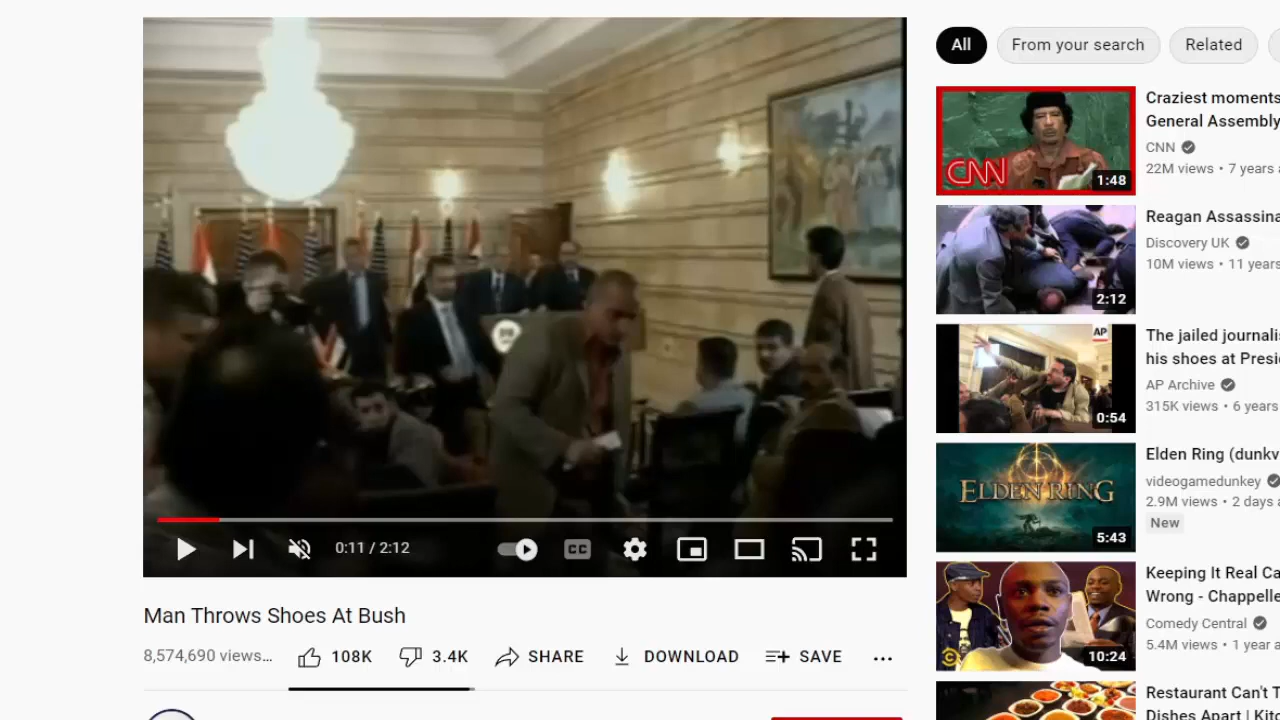 0:11 / 2:12
CC
Man Throws Shoes At Bush
8,574,690 views...
108K
3.4K
SHARE
DOWNLOAD
SAVE
All
From your search
Related
CNN
1:48
Craziest moments
General Assembly
CNN
22M views • 7 years a
2:12
Reagan Assassina
Discovery UK
10M views • 11 years
AP
0:54
The jailed journalis
his shoes at Presi
AP Archive
315K views • 6 years
ELDEN RING
5:43
Elden Ring (dunkv
videogamedunkey
2.9M views • 2 days a
New
10:24
Keeping It Real Ca
Wrong - Chappelle
Comedy Central
5.4M views • 1 year a
Restaurant Can't T
Dishes Apart | Kitc